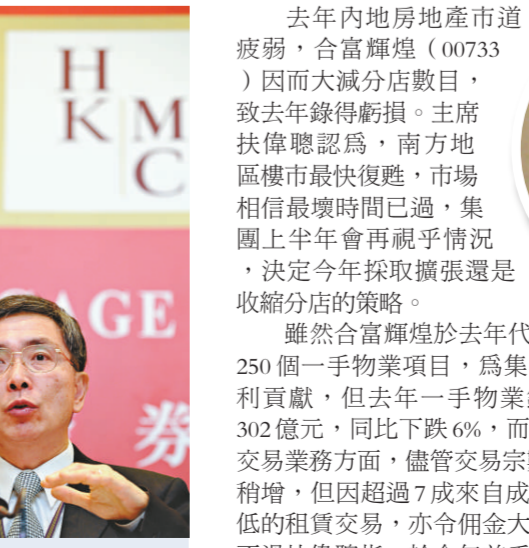 H
K M
C
AGE
券
去年內地房地產市道
疲弱，合富輝煌（00733
）因而大減分店數目，
致去年錄得虧損。主席
扶偉聰認爲，南方地
區樓市最快復甦，市場
相信最壞時間已過，集
團上半年會再視乎情況
，決定今年採取擴張還是
收縮分店的策略。
雖然合富輝煌於去年代
250個一手物業項目，爲集
利貢獻，但去年一手物業
302億元，同比下跌6%，而
交易業務方面，儘管交易宗
稍增，但因超過7成來自成
低的租賃交易，亦令佣金大